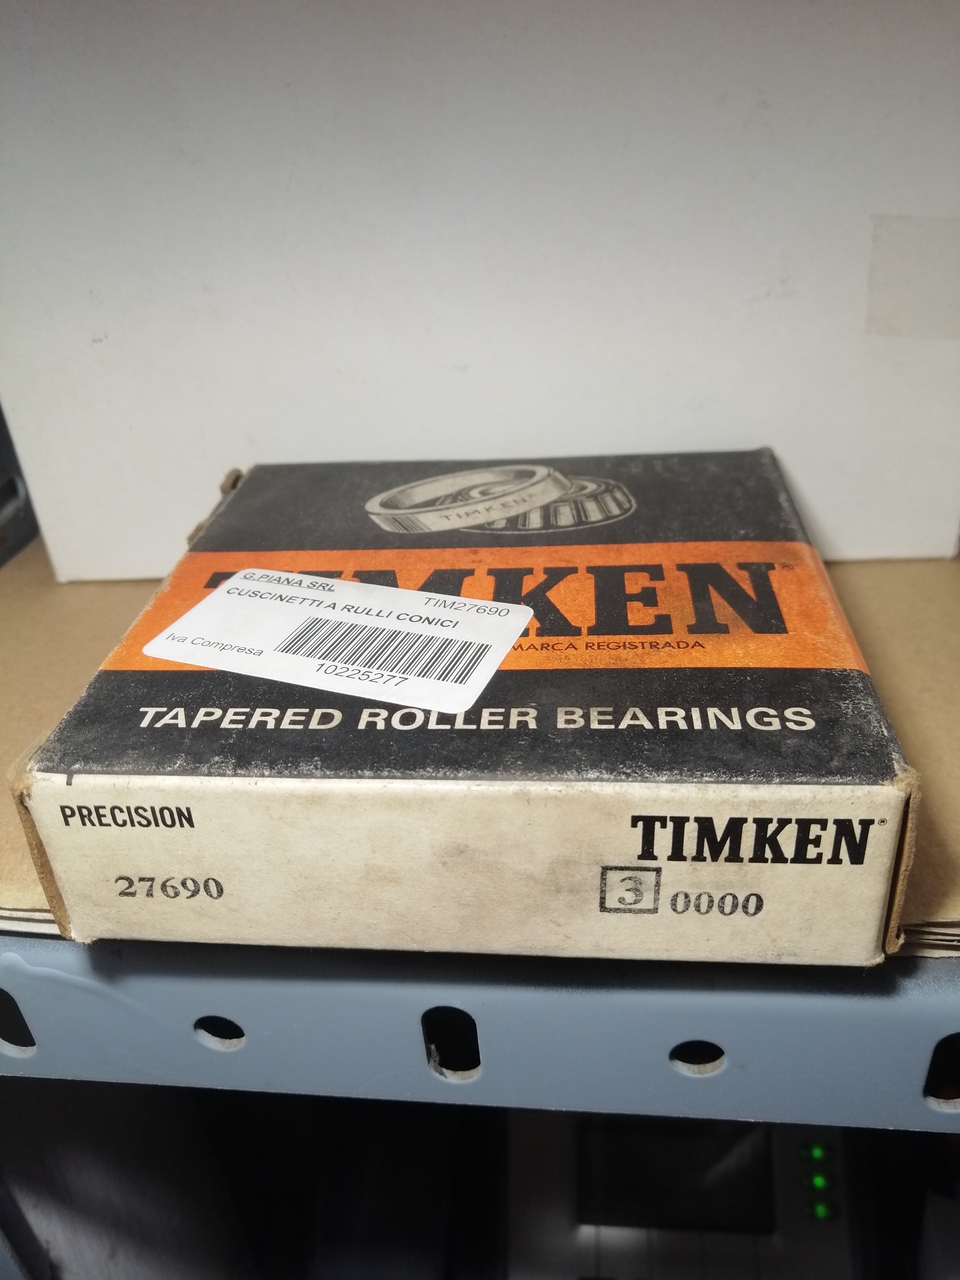 TIMKEN®
TIMKEN®
MARCA REGISTRADA
G.PIANA SRL
TIM27690
CUSCINETTI A RULLI CONICI
Iva Compresa
10225277
TAPERED ROLLER BEARINGS
PRECISION
TIMKEN®
27690
3 0000